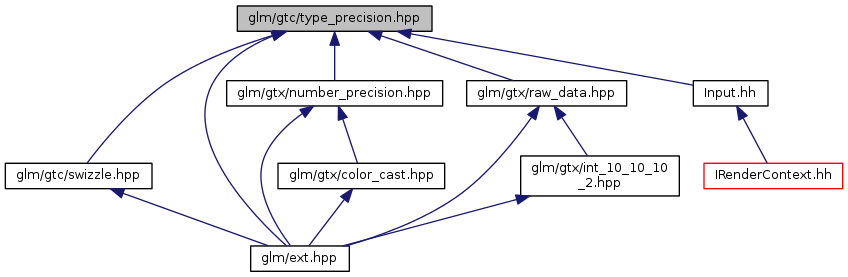 glm/gtc/type_precision.hpp
glm/gtx/number_precision.hpp
glm/gtx/raw_data.hpp
Input.hh
glm/gtc/swizzle.hpp
glm/gtx/color_cast.hpp
glm/gtx/int_10_10_10
_2.hpp
IRenderContext.hh
glm/ext.hpp